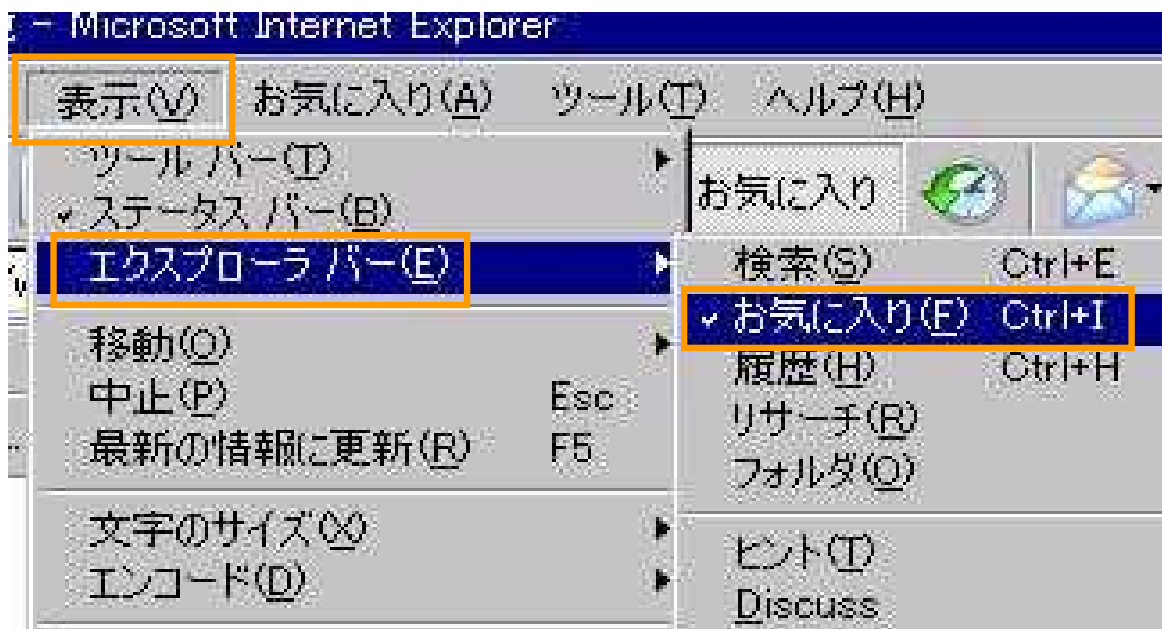 - Microsoft Internet Explorer
表示(V) お気に入り(A) ツール(T) ヘルプ(H)
ツール バー(T)
ステータス バー(B)
エクスプローラ バー(E)
移動(O)
中止(P) Esc
最新の情報に更新(R) F5
文字のサイズ(X)
エンコード(D)
お気に入り
検索(S) Ctrl+E
お気に入り(F) Ctrl+I
履歴(H) Ctrl+H
リサーチ(R)
フォルダ(O)
ヒント(T)
Discuss